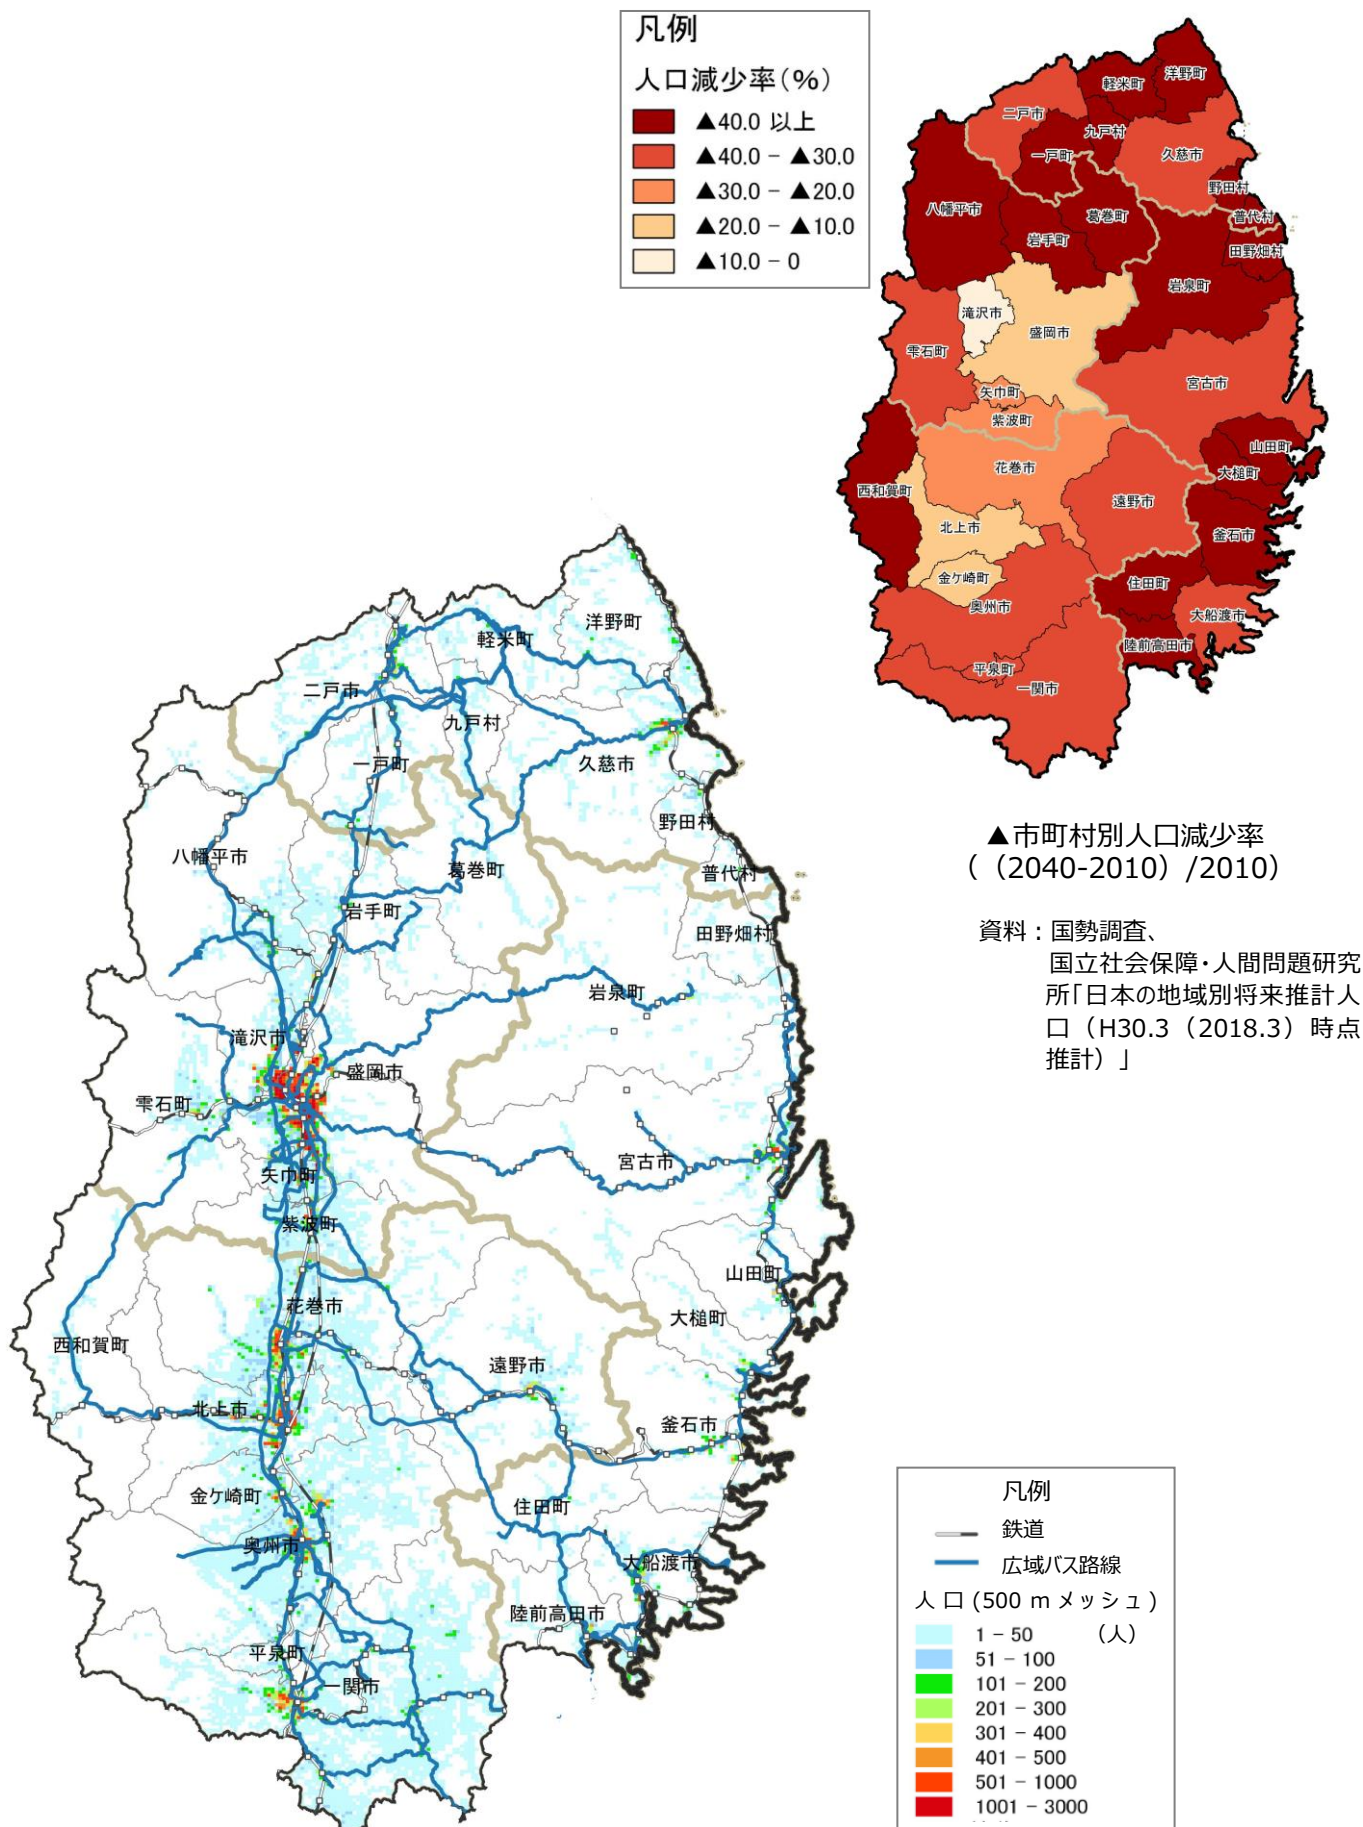 凡例
人口減少率(%)
▲40.0 以上
▲40.0 − ▲30.0
▲30.0 − ▲20.0
▲20.0 − ▲10.0
▲10.0 − 0
洋野町
軽米町
二戸市
九戸村
一戸町
久慈市
野田村
八幡平市
葛巻町
普代村
岩手町
田野畑村
岩泉町
滝沢市
盛岡市
雫石町
宮古市
矢巾町
紫波町
山田町
花巻市
大槌町
西和賀町
遠野市
北上市
釜石市
金ケ崎町
住田町
奥州市
大船渡市
陸前高田市
平泉町
一関市
▲市町村別人口減少率
((2040-2010)/2010)
資料:国勢調査、
国立社会保障・人間問題研究
所「日本の地域別将来推計人
口(H30.3(2018.3)時点
推計)」
洋野町
軽米町
二戸市
九戸村
一戸町
久慈市
野田村
八幡平市
葛巻町
普代村
岩手町
田野畑村
岩泉町
滝沢市
盛岡市
雫石町
宮古市
矢巾町
紫波町
山田町
花巻市
大槌町
西和賀町
遠野市
北上市
釜石市
金ケ崎町
住田町
奥州市
大船渡市
陸前高田市
平泉町
一関市
凡例
鉄道
広域バス路線
人口(500 mメッシュ)
(人)
1 − 50
51 − 100
101 − 200
201 − 300
301 − 400
401 − 500
501 − 1000
1001 − 3000